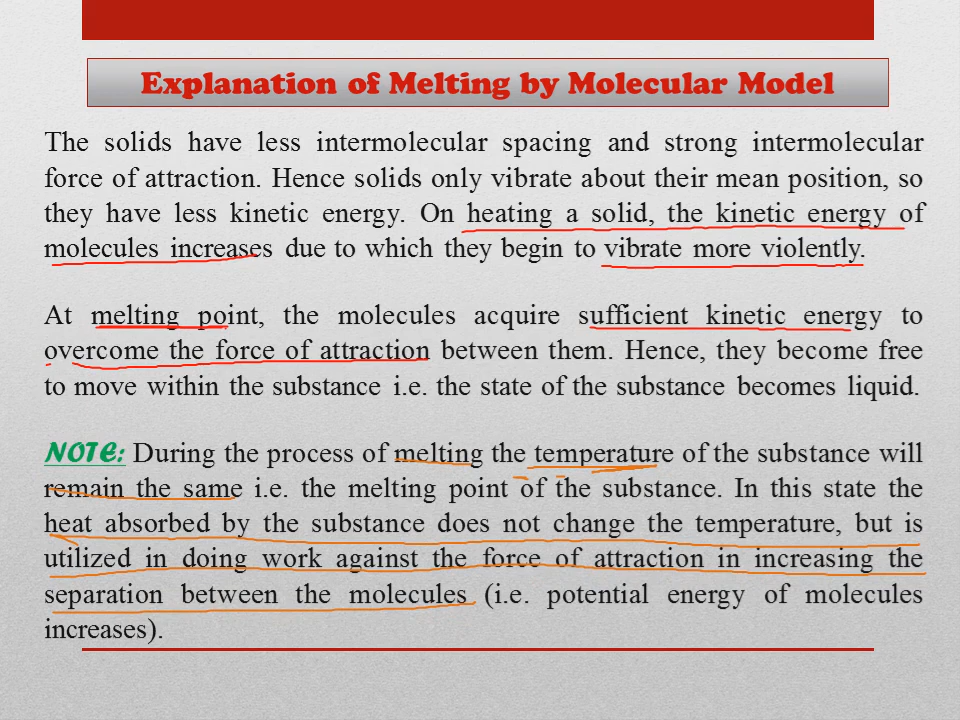 Explanation of Melting by Molecular Model
The solids have less intermolecular spacing and strong intermolecular
force of attraction. Hence solids only vibrate about their mean position, so
they have less kinetic energy. On heating a solid, the kinetic energy of
molecules increases due to which they begin to vibrate more violently.
At melting point, the molecules acquire sufficient kinetic energy to
overcome the force of attraction between them. Hence, they become free
to move within the substance i.e. the state of the substance becomes liquid.
NOTE: During the process of melting the temperature of the substance will
remain the same i.e. the melting point of the substance. In this state the
heat absorbed by the substance does not change the temperature, but is
utilized in doing work against the force of attraction in increasing the
separation between the molecules (i.e. potential energy of molecules
increases).